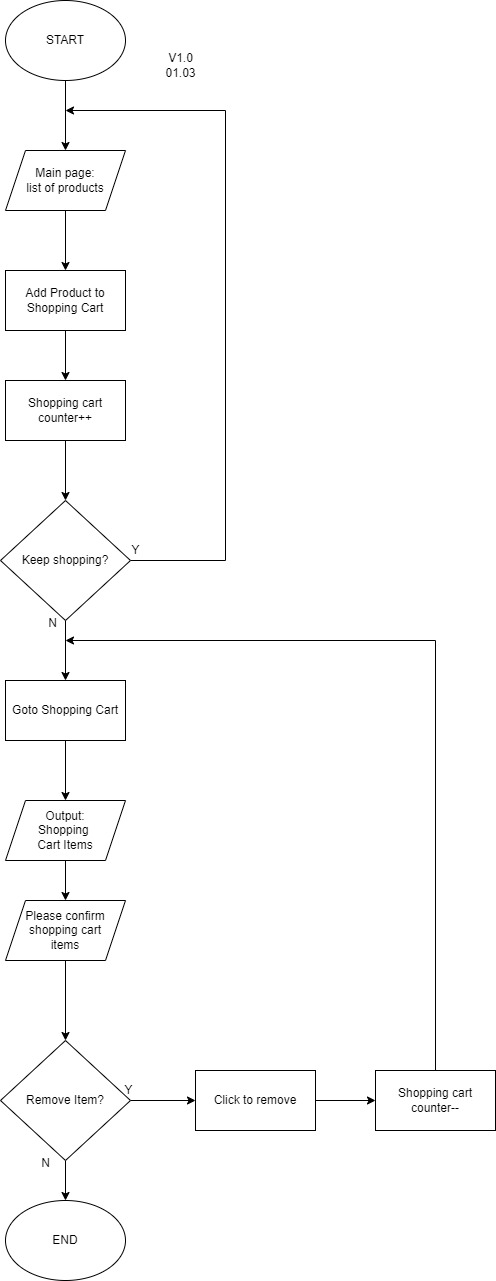 START
V1.0
01.03
Main page:
list of products
Add Product to
Shopping Cart
Shopping cart
counter++
Keep shopping?
Y
N
Goto Shopping Cart
Output:
Shopping
Cart Items
Please confirm
shopping cart
items
Remove Item?
Y
Click to remove
Shopping cart
counter--
N
END